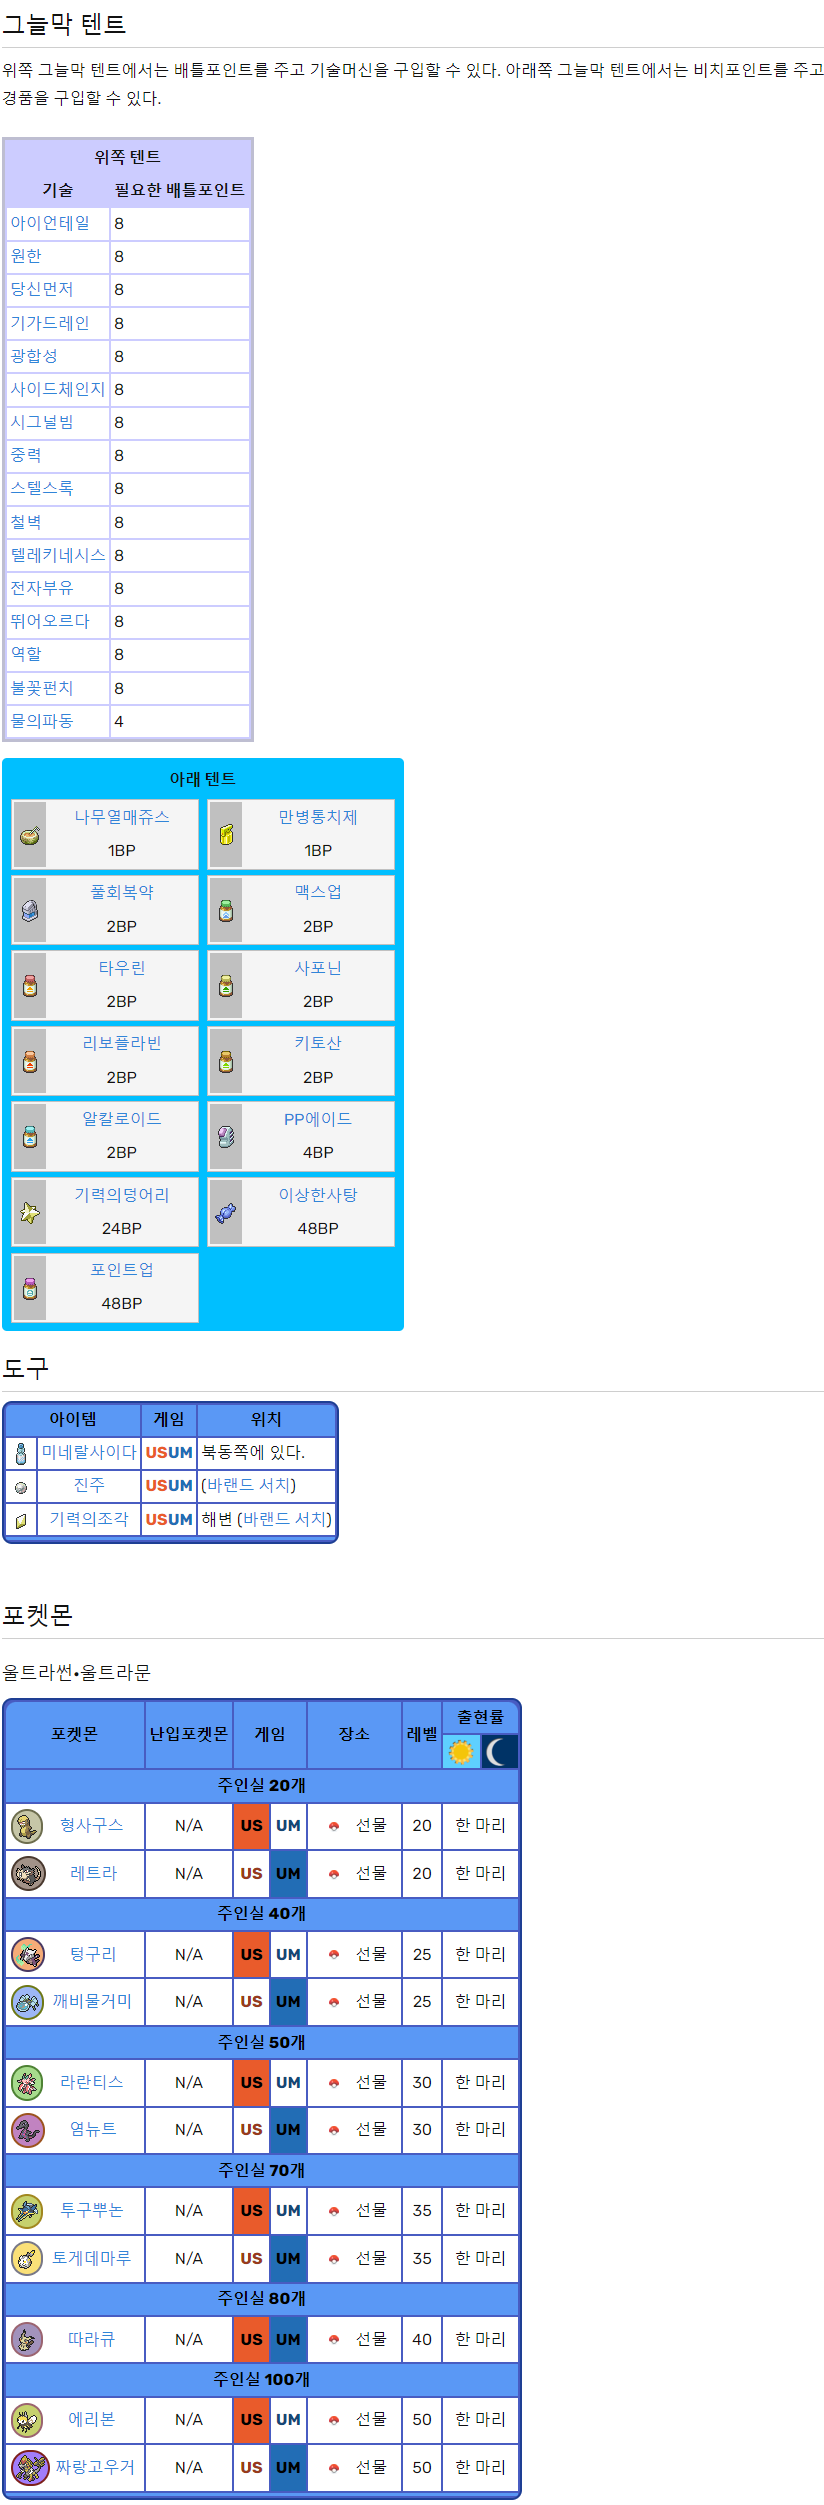 그늘막 텐트
위쪽 그늘막 텐트에서는 배틀포인트를 주고 기술머신을 구입할 수 있다. 아래쪽 그늘막 텐트에서는 비치포인트를 주고
경품을 구입할 수 있다.
위쪽 텐트
기술 필요한 배틀포인트
아이언테일 8
원한 8
당신먼저 8
기가드레인 8
광합성 8
사이드체인지 8
시그널빔 8
중력 8
스텔스록 8
철벽 8
텔레키네시스 8
전자부유 8
뛰어오르다 8
역할 8
불꽃펀치 8
물의파동 4
아래 텐트
나무열매쥬스 만병통치제
1BP 1BP
풀회복약 맥스업
2BP 2BP
타우린 사포닌
2BP 2BP
리보플라빈 키토산
2BP 2BP
알칼로이드 PP에이드
2BP 4BP
기력의덩어리 이상한사탕
24BP 48BP
포인트업
48BP
도구
아이템 게임 위치
미네랄사이다 USUM 북동쪽에 있다.
진주 USUM (바랜드 서치)
기력의조각 USUM 해변 (바랜드 서치)
포켓몬
울트라썬•울트라문
포켓몬 난입포켓몬 게임 장소 레벨 출현률
주인실 20개
형사구스 N/A US UM 선물 20 한 마리
레트라 N/A US UM 선물 20 한 마리
주인실 40개
텅구리 N/A US UM 선물 25 한 마리
깨비물거미 N/A US UM 선물 25 한 마리
주인실 50개
라란티스 N/A US UM 선물 30 한 마리
염뉴트 N/A US UM 선물 30 한 마리
주인실 70개
투구뿌논 N/A US UM 선물 35 한 마리
토게데마루 N/A US UM 선물 35 한 마리
주인실 80개
따라큐 N/A US UM 선물 40 한 마리
주인실 100개
에리본 N/A US UM 선물 50 한 마리
짜랑고우거 N/A US UM 선물 50 한 마리